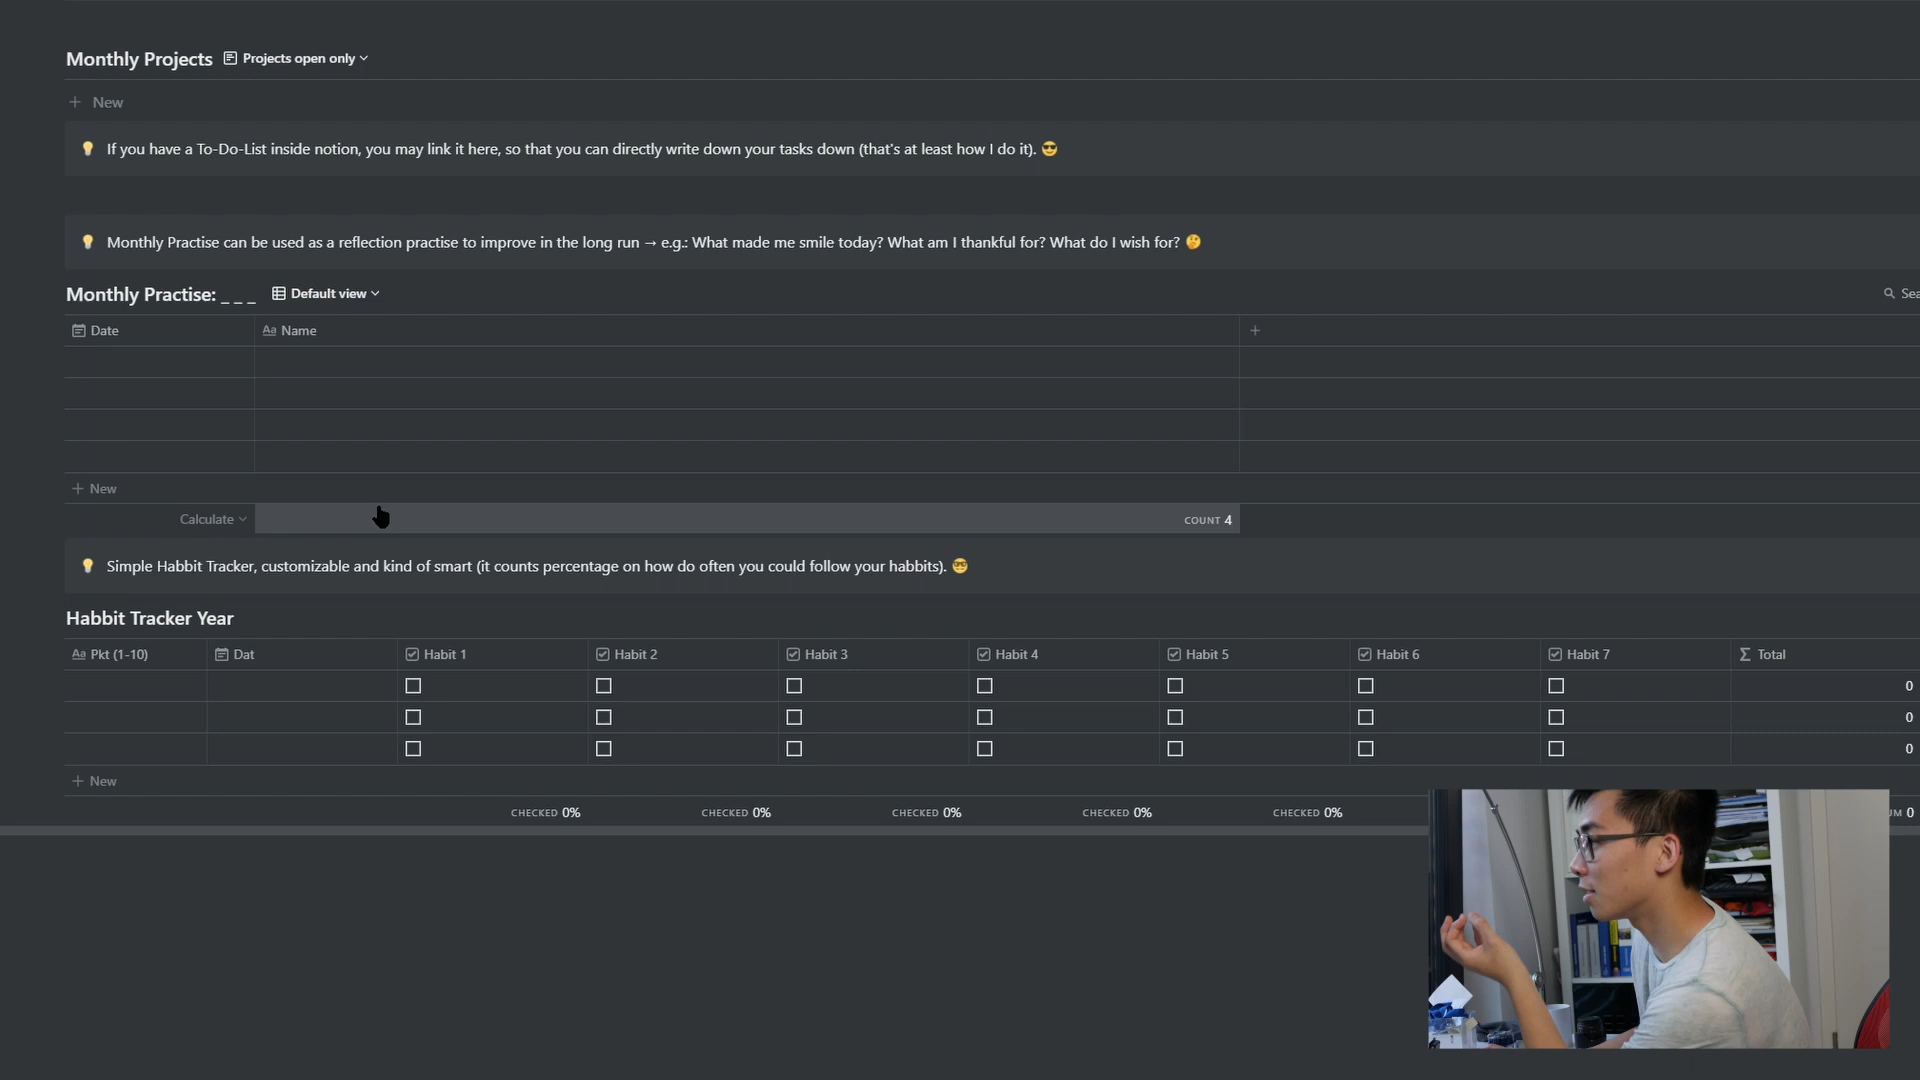 Monthly Projects Projects open only
+ New
💡 If you have a To-Do-List inside notion, you may link it here, so that you can directly write down your tasks down (that's at least how I do it). 😎
💡 Monthly Practise can be used as a reflection practise to improve in the long run → e.g.: What made me smile today? What am I thankful for? What do I wish for? 🤔
Monthly Practise: _ _ _ Default view
Date Aa Name +
+ New
Calculate COUNT 4
💡 Simple Habbit Tracker, customizable and kind of smart (it counts percentage on how do often you could follow your habbits). 🤓
Habbit Tracker Year
Aa Pkt (1-10) Dat Habit 1 Habit 2 Habit 3 Habit 4 Habit 5 Habit 6 Habit 7 Σ Total
0
0
0
+ New
CHECKED 0% CHECKED 0% CHECKED 0% CHECKED 0% CHECKED 0% 0